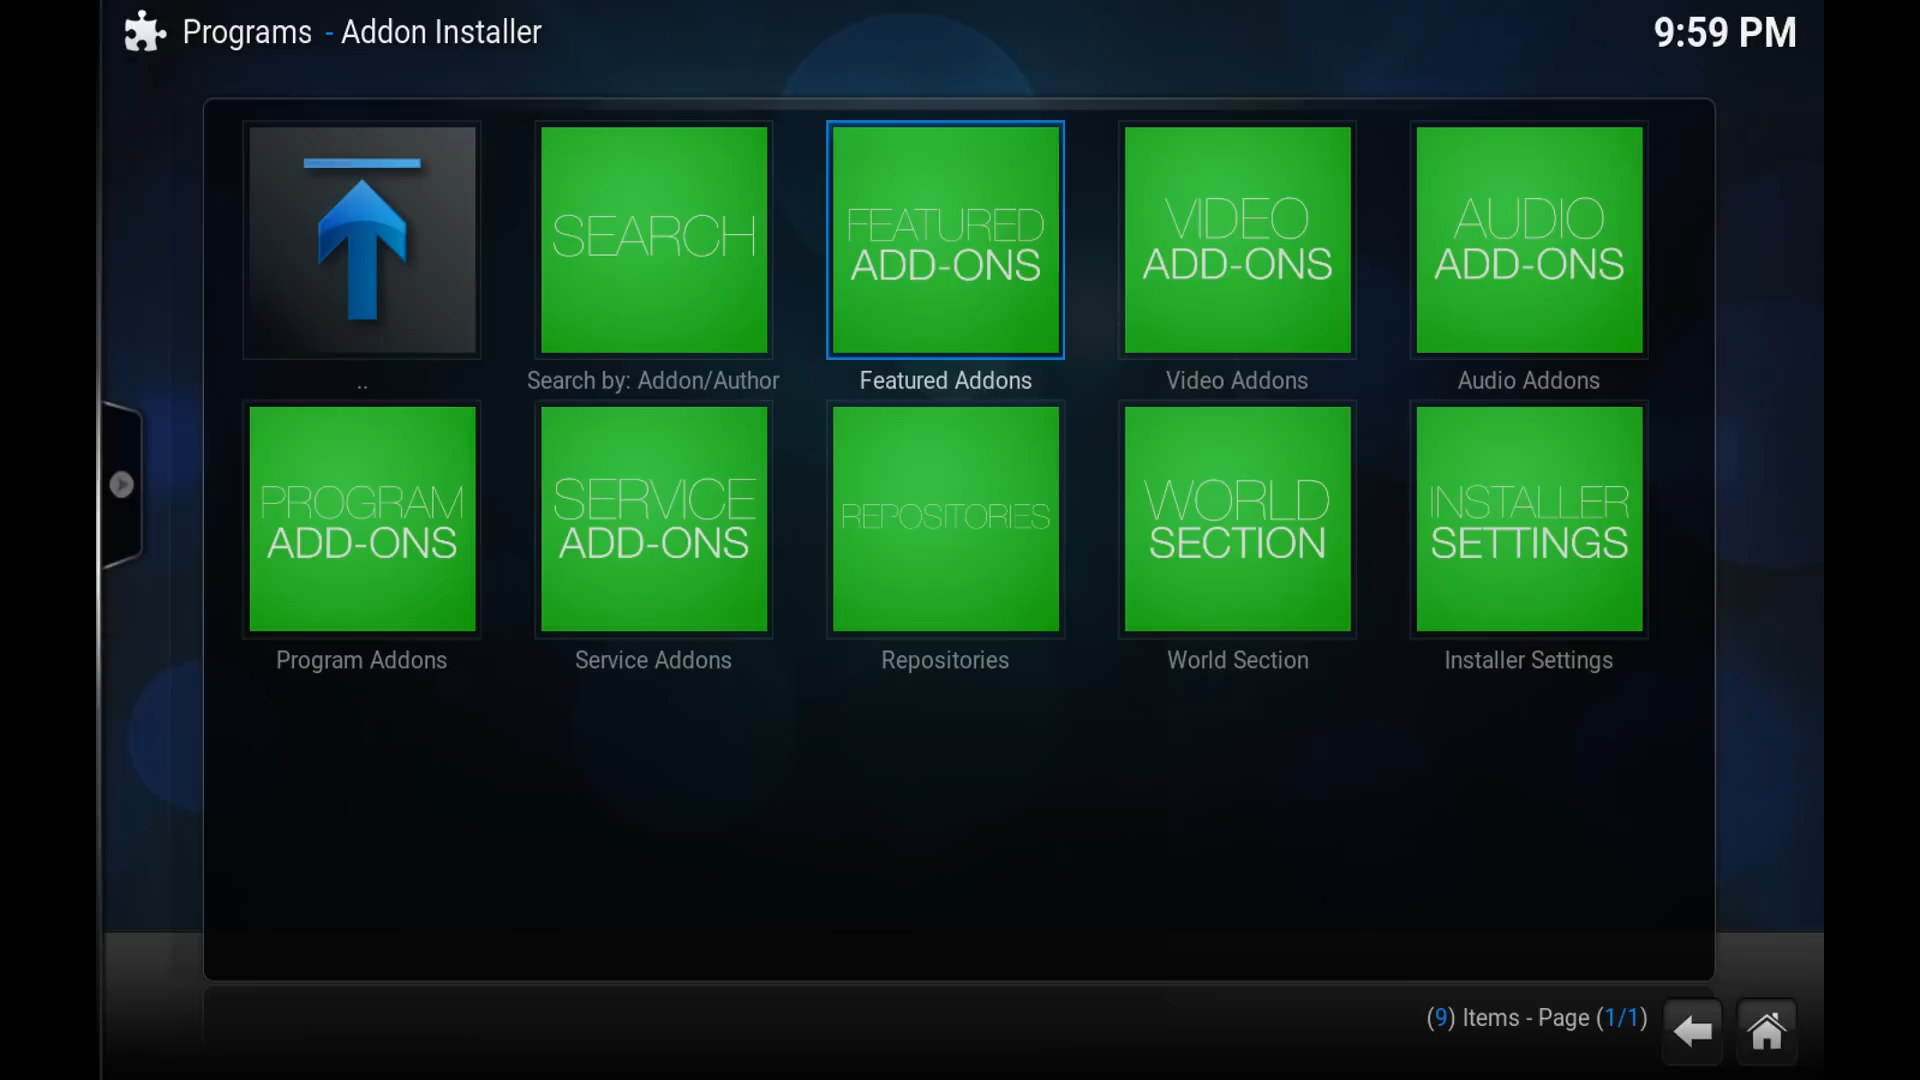 Programs - Addon Installer
9:59 PM
SEARCH
FEATURED
ADD-ONS
VIDEO
ADD-ONS
AUDIO
ADD-ONS
..
Search by: Addon/Author
Featured Addons
Video Addons
Audio Addons
PROGRAM
ADD-ONS
SERVICE
ADD-ONS
REPOSITORIES
WORLD
SECTION
INSTALLER
SETTINGS
Program Addons
Service Addons
Repositories
World Section
Installer Settings
(9) Items - Page (1/1)